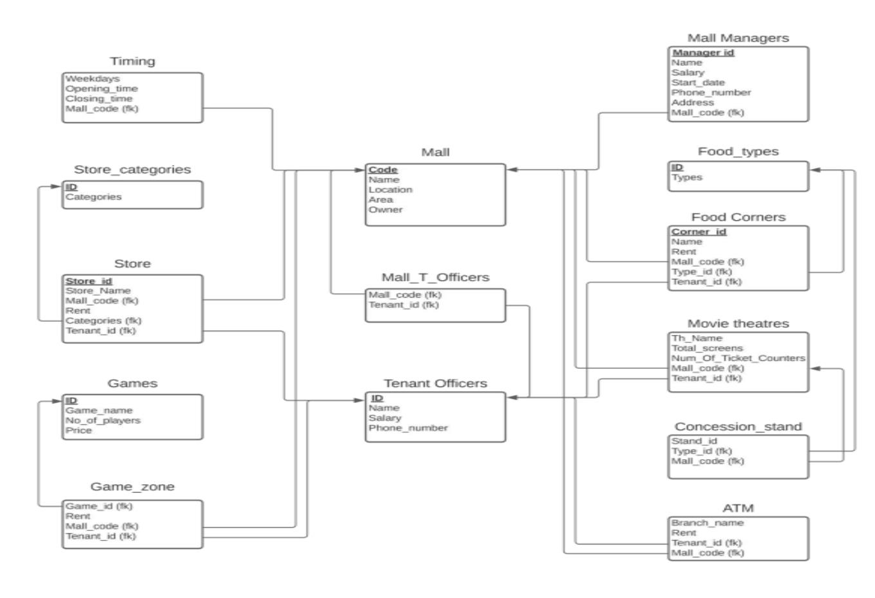 Timing
Weekdays
Opening_time
Closing_time
Mall_code (fk)
Store_categories
ID
Categories
Store
Store_id
Store_Name
Mall_code (fk)
Rent
Categories (fk)
Tenant_id (fk)
Games
ID
Game_name
No_of_players
Price
Game_zone
Game_id (fk)
Rent
Mall_code (fk)
Tenant_id (fk)
Mall
Code
Name
Location
Area
Owner
Mall_T_Officers
Mall_code (fk)
Tenant_id (fk)
Tenant Officers
ID
Name
Salary
Phone_number
Mall Managers
Manager id
Name
Salary
Start_date
Phone_number
Address
Mall_code (fk)
Food_types
ID
Types
Food Corners
Corner_id
Name
Rent
Mall_code (fk)
Type_id (fk)
Tenant_id (fk)
Movie theatres
Th_Name
Total_screens
Num_Of_Ticket_Counters
Mall_code (fk)
Tenant_id (fk)
Concession_stand
Stand_id
Type_id (fk)
Mall_code (fk)
ATM
Branch_name
Rent
Tenant_id (fk)
Mall_code (fk)